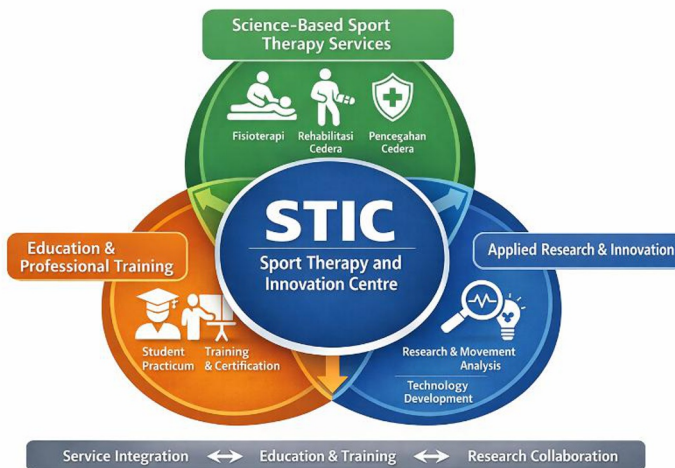 Science-Based Sport
Therapy Services
Fisioterapi
Rehabilitasi
Cedera
Pencegahan
Cedera
STIC
Sport Therapy and
Innovation Centre
Education &
Professional Training
Student
Practicum
Training
& Certification
Applied Research & Innovation
Research & Movement
Analysis
Technology
Development
Service Integration ↔ Education & Training ↔ Research Collaboration